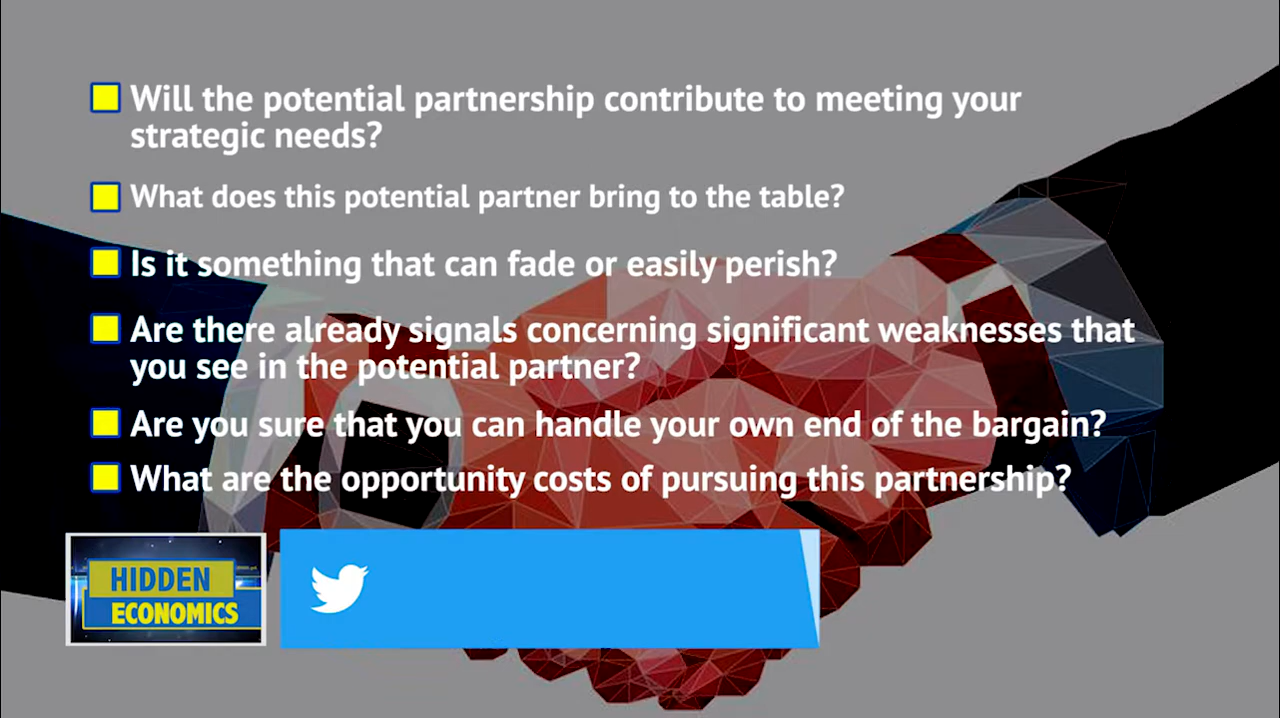 Will the potential partnership contribute to meeting your
strategic needs?
What does this potential partner bring to the table?
Is it something that can fade or easily perish?
Are there already signals concerning significant weaknesses that
you see in the potential partner?
Are you sure that you can handle your own end of the bargain?
What are the opportunity costs of pursuing this partnership?
HIDDEN
ECONOMICS